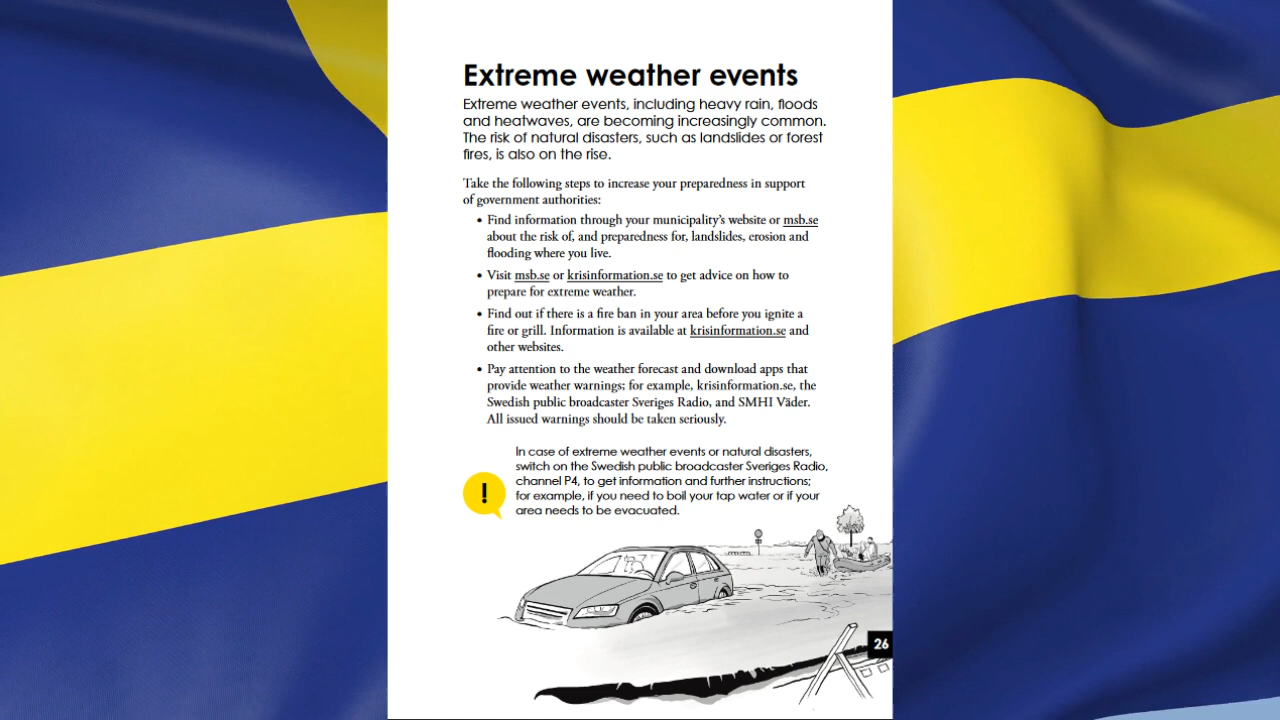 Extreme weather events
Extreme weather events, including heavy rain, floods
and heatwaves, are becoming increasingly common.
The risk of natural disasters, such as landslides or forest
fires, is also on the rise.
Take the following steps to increase your preparedness in support
of government authorities:
• Find information through your municipality's website or msb.se
about the risk of, and preparedness for, landslides, erosion and
flooding where you live.
• Visit msb.se or krisinformation.se to get advice on how to
prepare for extreme weather.
• Find out if there is a fire ban in your area before you ignite a
fire or grill. Information is available at krisinformation.se and
other websites.
• Pay attention to the weather forecast and download apps that
provide weather warnings; for example, krisinformation.se, the
Swedish public broadcaster Sveriges Radio, and SMHI Väder.
All issued warnings should be taken seriously.
!
In case of extreme weather events or natural disasters,
switch on the Swedish public broadcaster Sveriges Radio,
channel P4, to get information and further instructions;
for example, if you need to boil your tap water or if your
area needs to be evacuated.
26